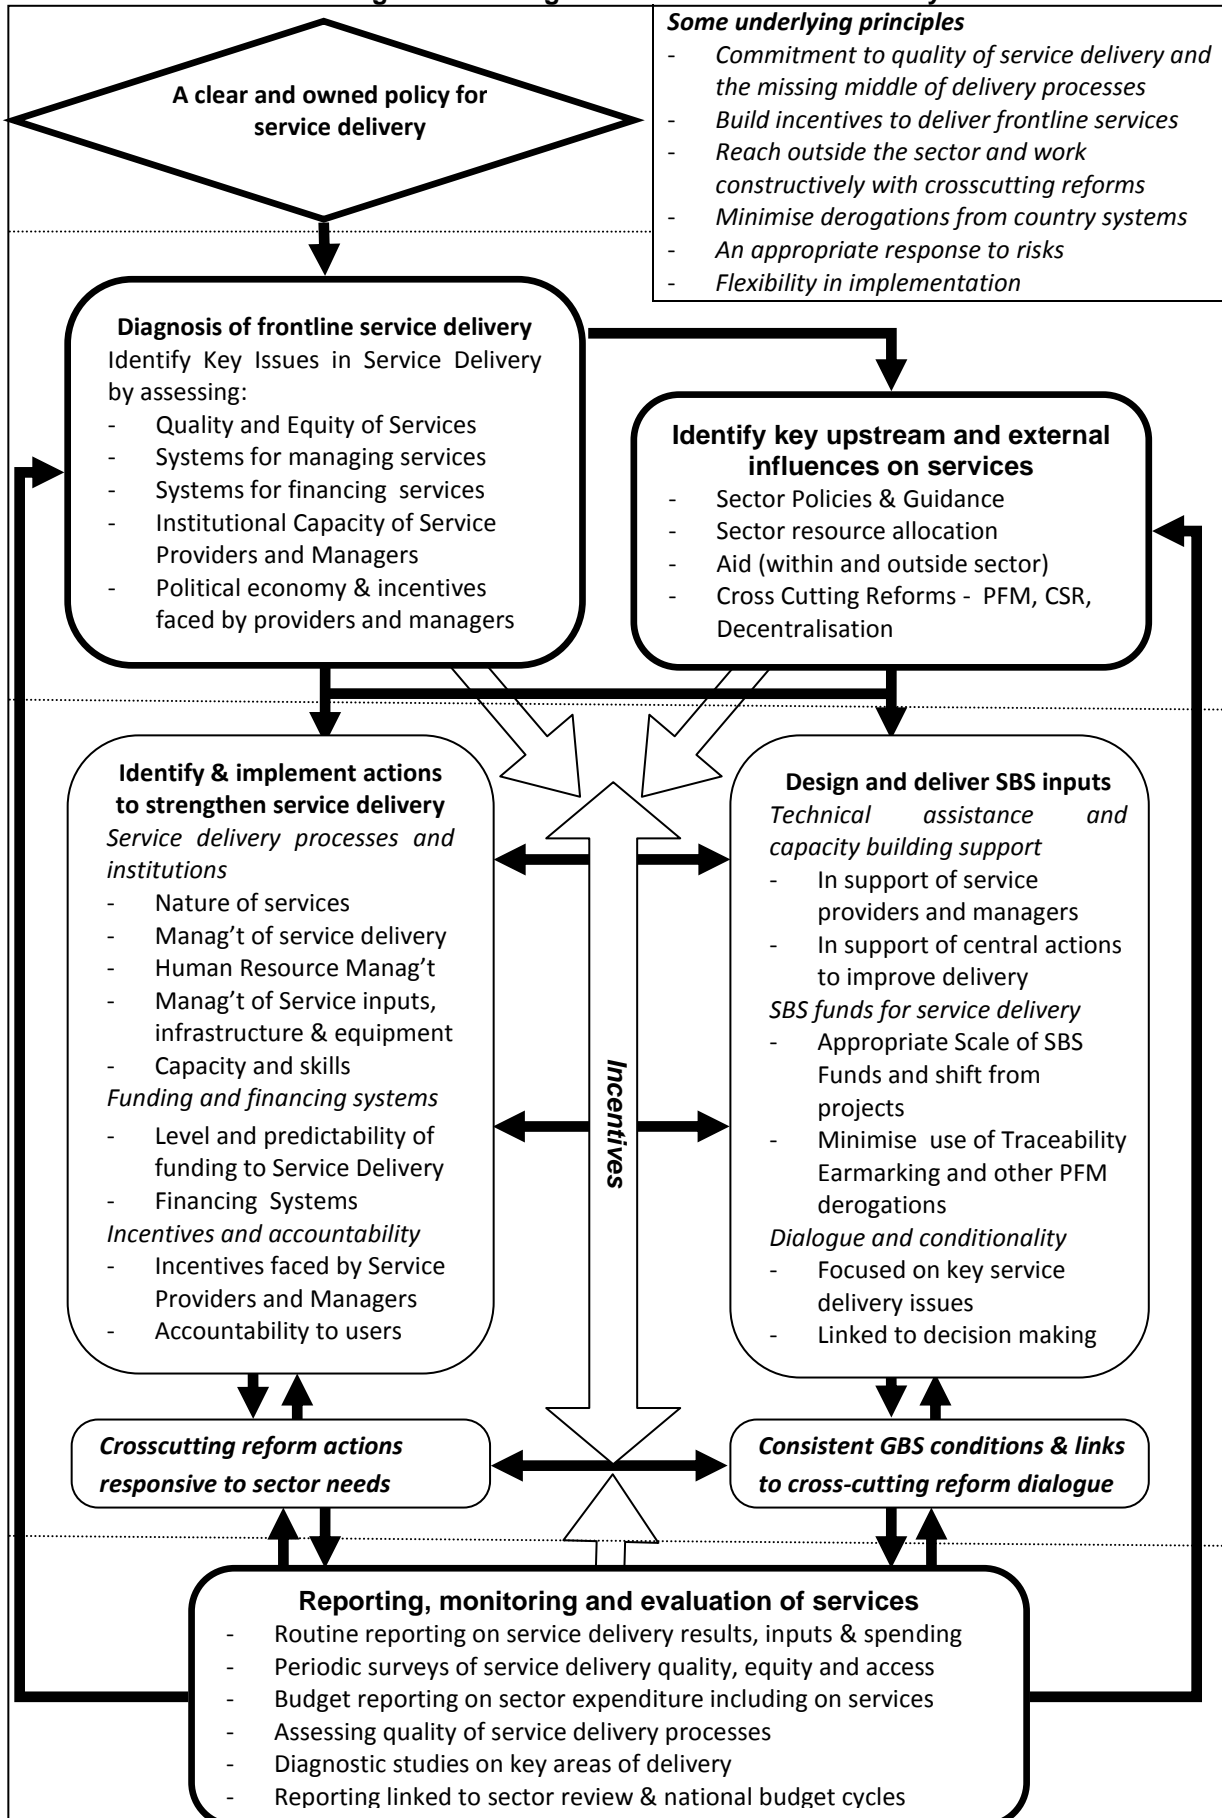 A clear and owned policy for
service delivery
Some underlying principles
- Commitment to quality of service delivery and
the missing middle of delivery processes
- Build incentives to deliver frontline services
- Reach outside the sector and work
constructively with crosscutting reforms
- Minimise derogations from country systems
- An appropriate response to risks
- Flexibility in implementation
Diagnosis of frontline service delivery
Identify Key Issues in Service Delivery
by assessing:
- Quality and Equity of Services
- Systems for managing services
- Systems for financing services
- Institutional Capacity of Service
Providers and Managers
- Political economy & incentives
faced by providers and managers
Identify key upstream and external
influences on services
- Sector Policies & Guidance
- Sector resource allocation
- Aid (within and outside sector)
- Cross Cutting Reforms - PFM, CSR,
Decentralisation
Identify & implement actions
to strengthen service delivery
Service delivery processes and
institutions
- Nature of services
- Manag't of service delivery
- Human Resource Manag't
- Manag't of Service inputs,
infrastructure & equipment
- Capacity and skills
Funding and financing systems
- Level and predictability of
funding to Service Delivery
- Financing Systems
Incentives and accountability
- Incentives faced by Service
Providers and Managers
- Accountability to users
Incentives
Design and deliver SBS inputs
Technical assistance and
capacity building support
- In support of service
providers and managers
- In support of central actions
to improve delivery
SBS funds for service delivery
- Appropriate Scale of SBS
Funds and shift from
projects
- Minimise use of Traceability
Earmarking and other PFM
derogations
Dialogue and conditionality
- Focused on key service
delivery issues
- Linked to decision making
Crosscutting reform actions
responsive to sector needs
Consistent GBS conditions & links
to cross-cutting reform dialogue
Reporting, monitoring and evaluation of services
- Routine reporting on service delivery results, inputs & spending
- Periodic surveys of service delivery quality, equity and access
- Budget reporting on sector expenditure including on services
- Assessing quality of service delivery processes
- Diagnostic studies on key areas of delivery
- Reporting linked to sector review & national budget cycles